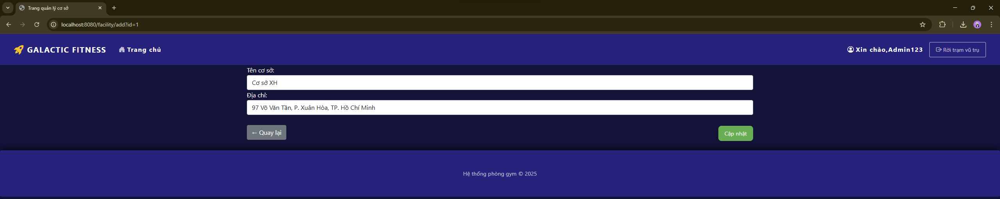 Trang quản lý cơ sở
localhost:8080/facility/add?id=1
GALACTIC FITNESS
Trang chủ
Xin chào,Admin123
Rời trạm vũ trụ
Tên cơ sở:
Cơ sở XH
Địa chỉ:
97 Võ Văn Tần, P. Xuân Hòa, TP. Hồ Chí Minh
← Quay lại
Cập nhật
Hệ thống phòng gym © 2025